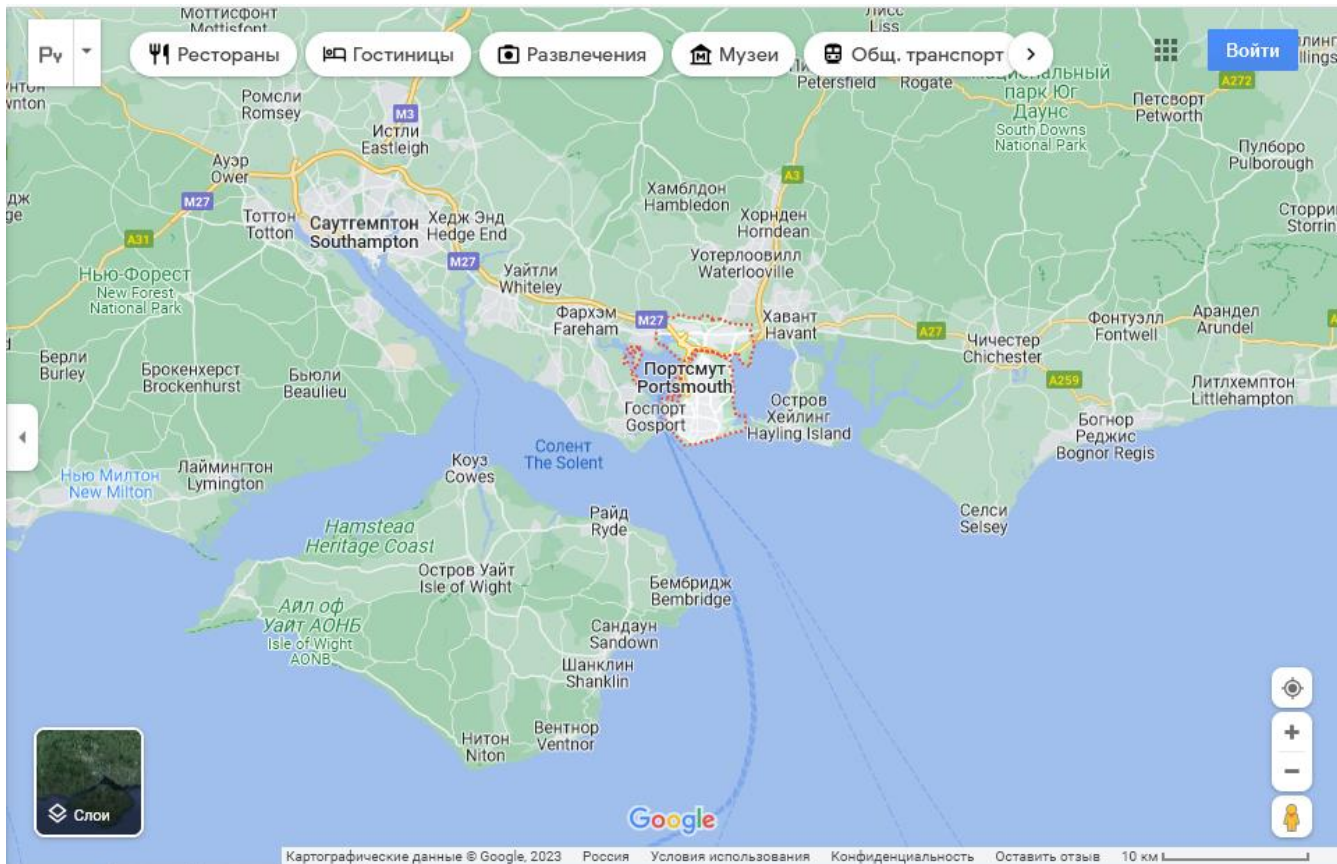 Моттисфонт
Mottisfont
Лисс
Liss
Ру
Рестораны
Гостиницы
Развлечения
Музеи
Общ. транспорт
Войти
Petersfield
Rogate
Национальный
парк Юг
Даунс
South Downs
National Park
A272
Петсворт
Petworth
Ромсли
Romsey
M3
Истли
Eastleigh
Пулборо
Pulborough
Ауэр
Ower
A3
M27
Хамблдон
Hambledon
Тоттон
Totton
Саутгемптон
Southampton
Хедж Энд
Hedge End
Хорнден
Horndean
A31
M27
Уотерлоовилл
Waterlooville
Нью-Форест
New Forest
National Park
Уайтли
Whiteley
Фархэм
Fareham
M27
Хавант
Havant
A27
Фонтуэлл
Fontwell
Арандел
Arundel
Чичестер
Chichester
Берли
Burley
Брокенхерст
Brockenhurst
Бьюли
Beaulieu
Портсмут
Portsmouth
A259
Литлхемптон
Littlehampton
Госпорт
Gosport
Остров
Хейлинг
Hayling Island
Богнор
Реджис
Bognor Regis
Солент
The Solent
Коуз
Cowes
Лаймингтон
Lymington
Нью Милтон
New Milton
Селси
Selsey
Райд
Ryde
Hamstead
Heritage Coast
Остров Уайт
Isle of Wight
Бембридж
Bembridge
Айл оф
Уайт АОНБ
Isle of Wight
AONB
Сандаун
Sandown
Шанклин
Shanklin
Вентнор
Ventnor
Нитон
Niton
Слои
Google
Картографические данные © Google, 2023 Россия Условия использования Конфиденциальность Оставить отзыв 10 км